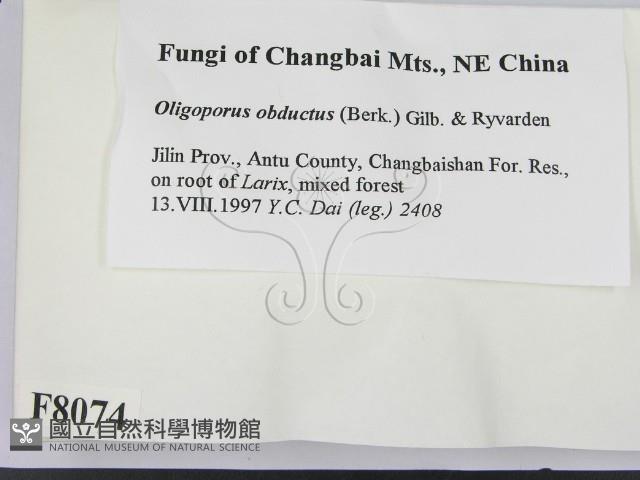 Fungi of Changbai Mts., NE China
Oligoporus obductus (Berk.) Gilb. & Ryvarden
Jilin Prov., Antu County, Changbaishan For. Res.,
on root of Larix, mixed forest
13.VIII.1997 Y.C. Dai (leg.) 2408
F8074
國立自然科學博物館
NATIONAL MUSEUM OF NATURAL SCIENCE